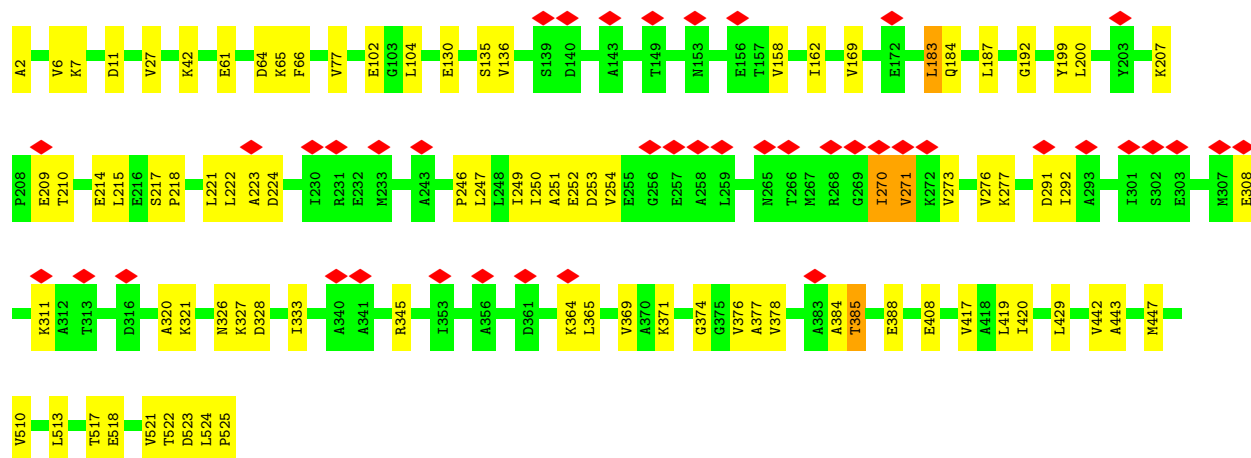 A2 V6 K7 D11 V27 K42 E61 D64 K65 F66 V77 E102 G103 L104 E130 S135 V136 S139 D140 A143 T149 N153 E156 T157 V158 I162 V169 E172 L183 Q184 L187 G192 Y199 L200 Y203 K207
P208 E209 T210 E214 L215 E216 S217 P218 L221 L222 A223 D224 I230 R231 E232 M233 A243 P246 L247 L248 I249 I250 A251 E252 D253 V254 E255 G256 E257 A258 L259 N265 T266 M267 R268 G269 I270 V271 K272 V273 V276 K277 D291 I292 A293 I301 S302 E303 M307 E308
K311 A312 T313 D316 A320 K321 N326 K327 D328 I333 A340 A341 R345 I353 A356 D361 K364 L365 V369 A370 K371 G374 G375 V376 A377 V378 A383 A384 T385 E388 E408 V417 A418 L419 I420 L429 V442 A443 M447
V510 L513 T517 E518 V521 T522 D523 L524 P525